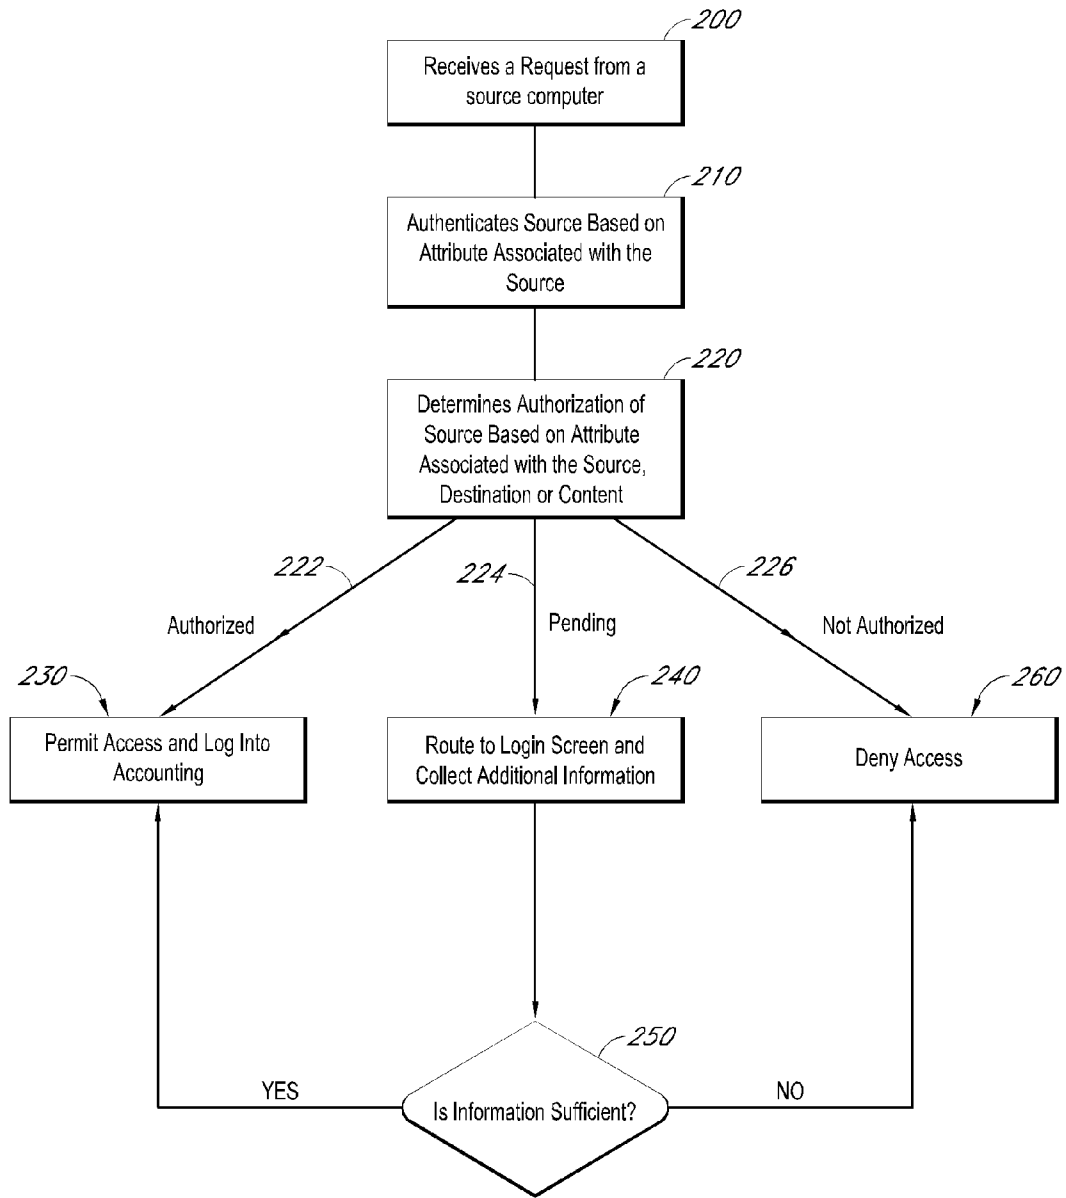 200
Receives a Request from a
source computer
210
Authenticates Source Based on
Attribute Associated with the
Source
220
Determines Authorization of
Source Based on Attribute
Associated with the Source,
Destination or Content
222
224
226
Authorized
Pending
Not Authorized
230
240
260
Permit Access and Log Into
Accounting
Route to Login Screen and
Collect Additional Information
Deny Access
250
YES
Is Information Sufficient?
NO